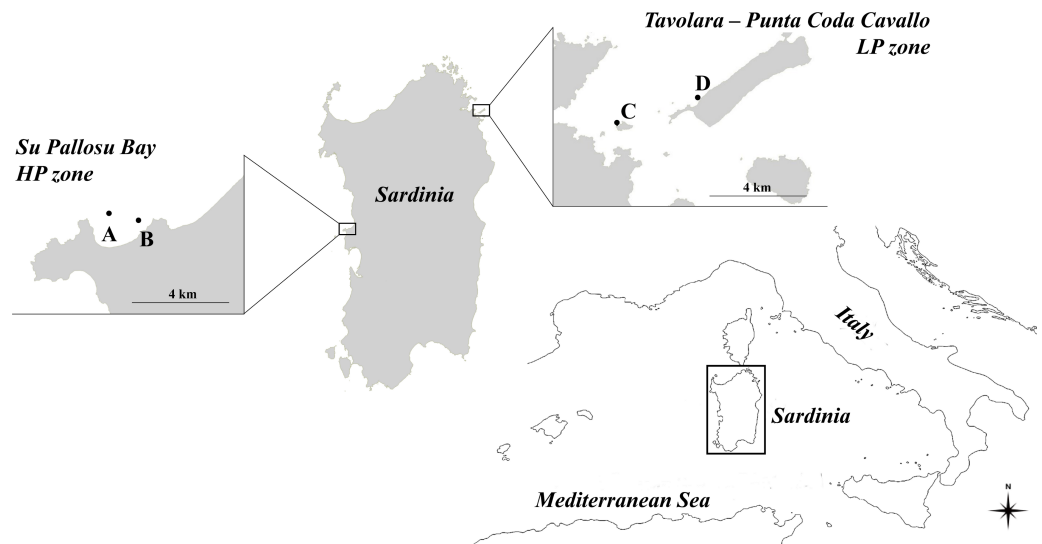 Tavolara – Punta Coda Cavallo
LP zone
D
C
4 km
Su Pallosu Bay
HP zone
A
B
4 km
Sardinia
Italy
Sardinia
Mediterranean Sea
N